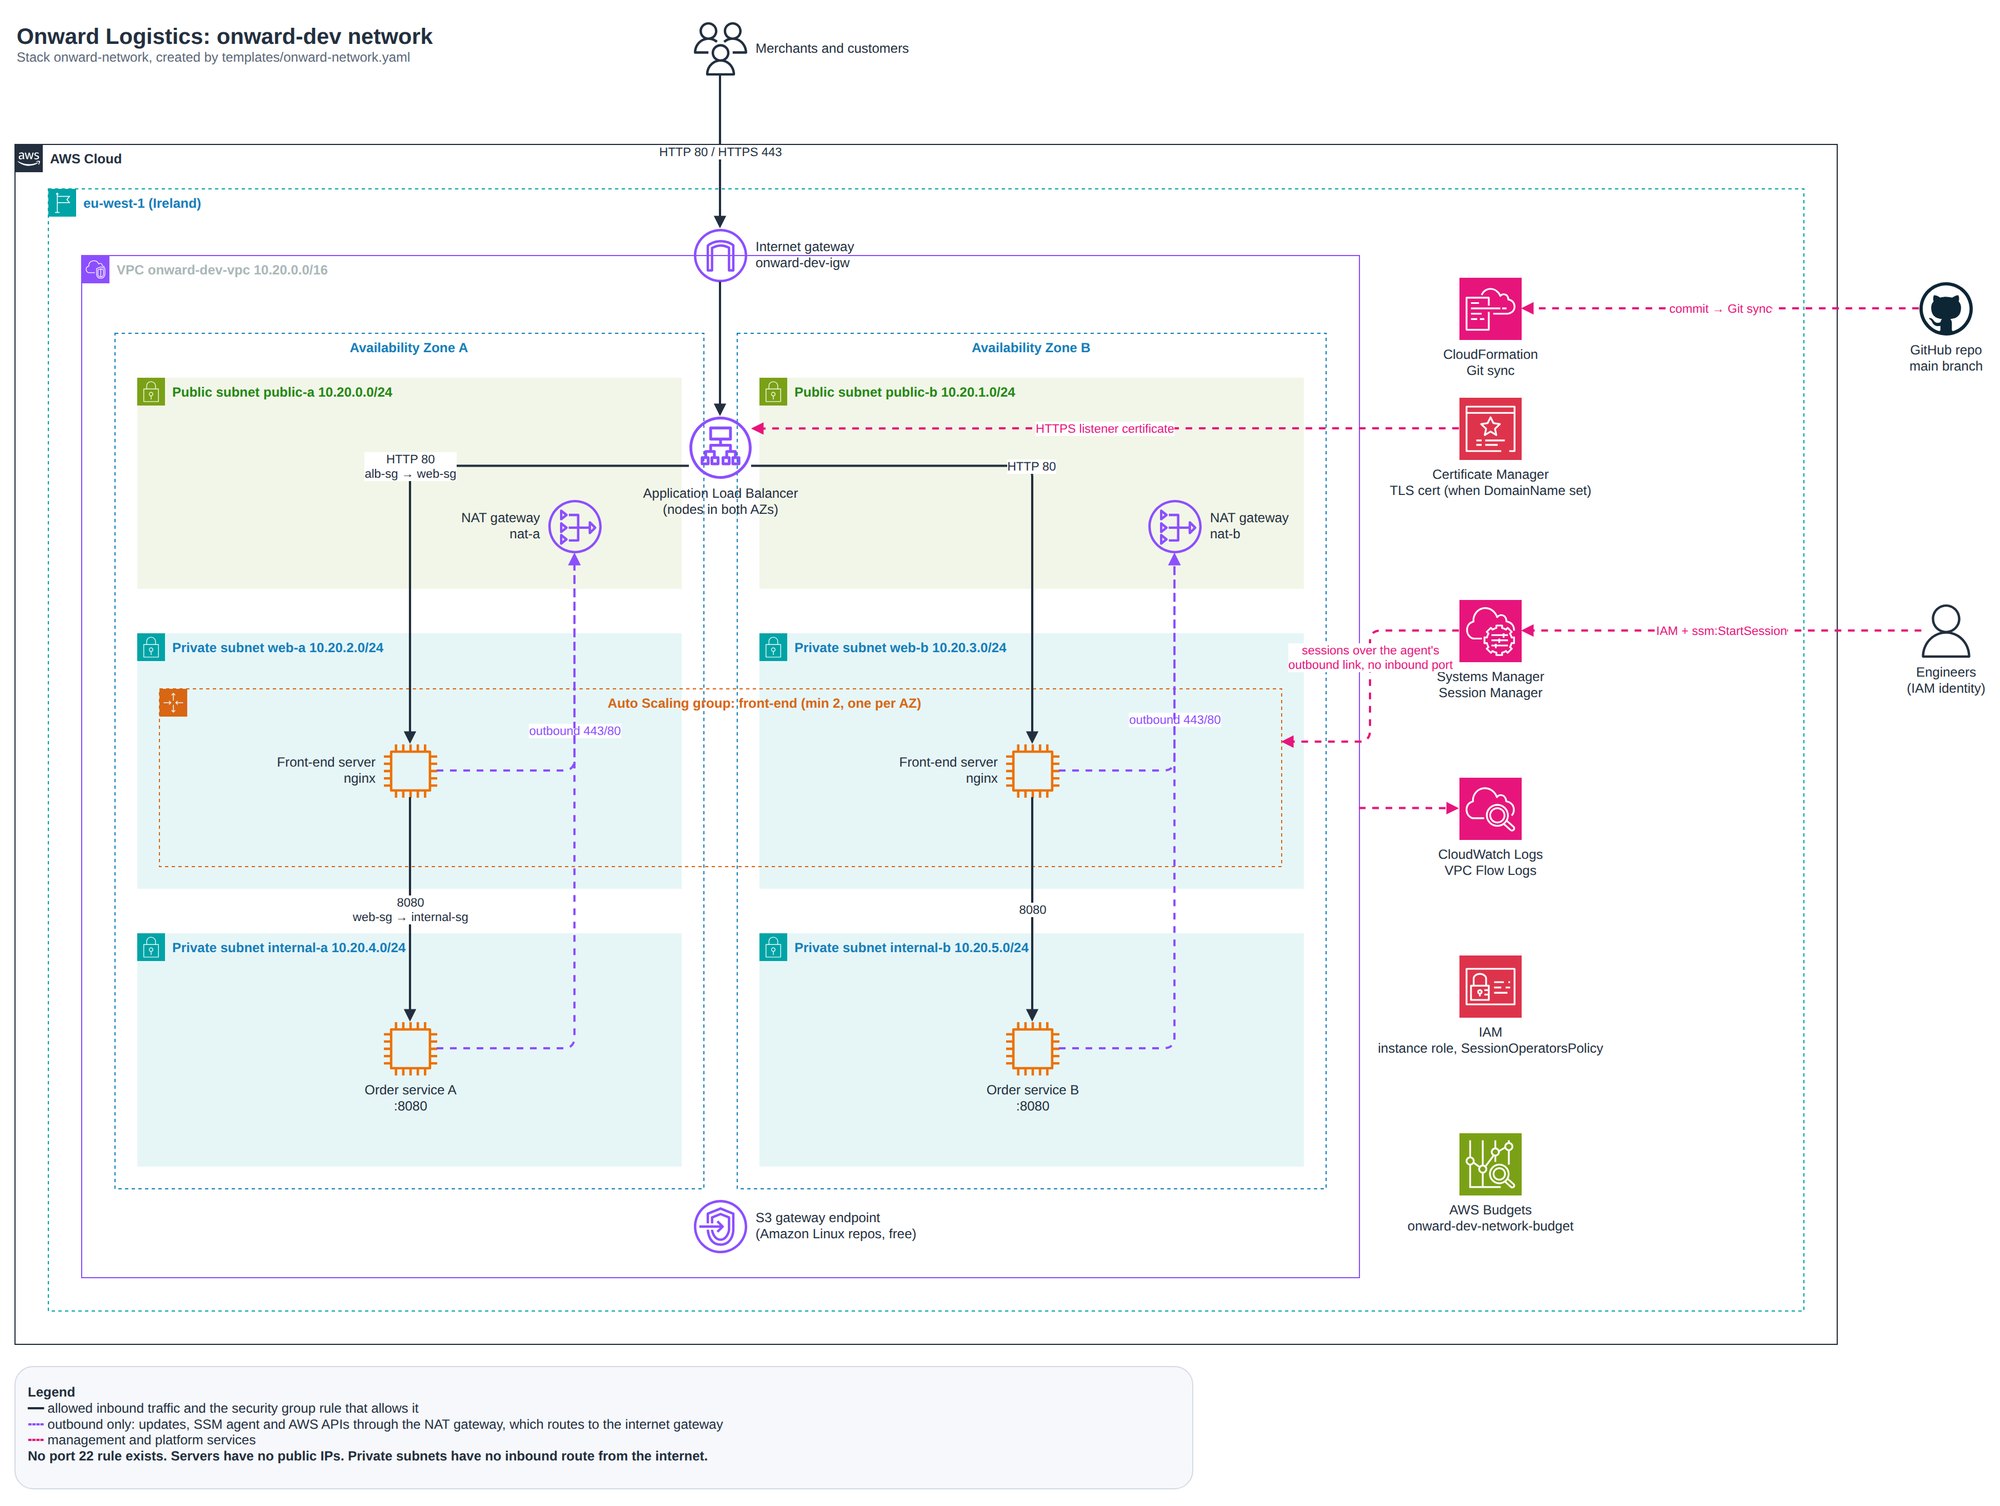 Onward Logistics: onward-dev network
Stack onward-network, created by templates/onward-network.yaml
Merchants and customers
aws
AWS Cloud
HTTP 80 / HTTPS 443
eu-west-1 (Ireland)
Internet gateway
onward-dev-igw
VPC onward-dev-vpc 10.20.0.0/16
commit → Git sync
CloudFormation
Git sync
GitHub repo
main branch
Availability Zone A
Availability Zone B
Public subnet public-a 10.20.0.0/24
Public subnet public-b 10.20.1.0/24
HTTPS listener certificate
Certificate Manager
TLS cert (when DomainName set)
HTTP 80
alb-sg → web-sg
HTTP 80
Application Load Balancer
(nodes in both AZs)
NAT gateway
nat-a
NAT gateway
nat-b
IAM + ssm:StartSession
Private subnet web-a 10.20.2.0/24
Private subnet web-b 10.20.3.0/24
sessions over the agent's
outbound link, no inbound port
Systems Manager
Session Manager
Engineers
(IAM identity)
Auto Scaling group: front-end (min 2, one per AZ)
outbound 443/80
outbound 443/80
Front-end server
nginx
Front-end server
nginx
CloudWatch Logs
VPC Flow Logs
8080
web-sg → internal-sg
8080
Private subnet internal-a 10.20.4.0/24
Private subnet internal-b 10.20.5.0/24
IAM
instance role, SessionOperatorsPolicy
Order service A
:8080
Order service B
:8080
AWS Budgets
onward-dev-network-budget
S3 gateway endpoint
(Amazon Linux repos, free)
Legend
allowed inbound traffic and the security group rule that allows it
outbound only: updates, SSM agent and AWS APIs through the NAT gateway, which routes to the internet gateway
management and platform services
No port 22 rule exists. Servers have no public IPs. Private subnets have no inbound route from the internet.